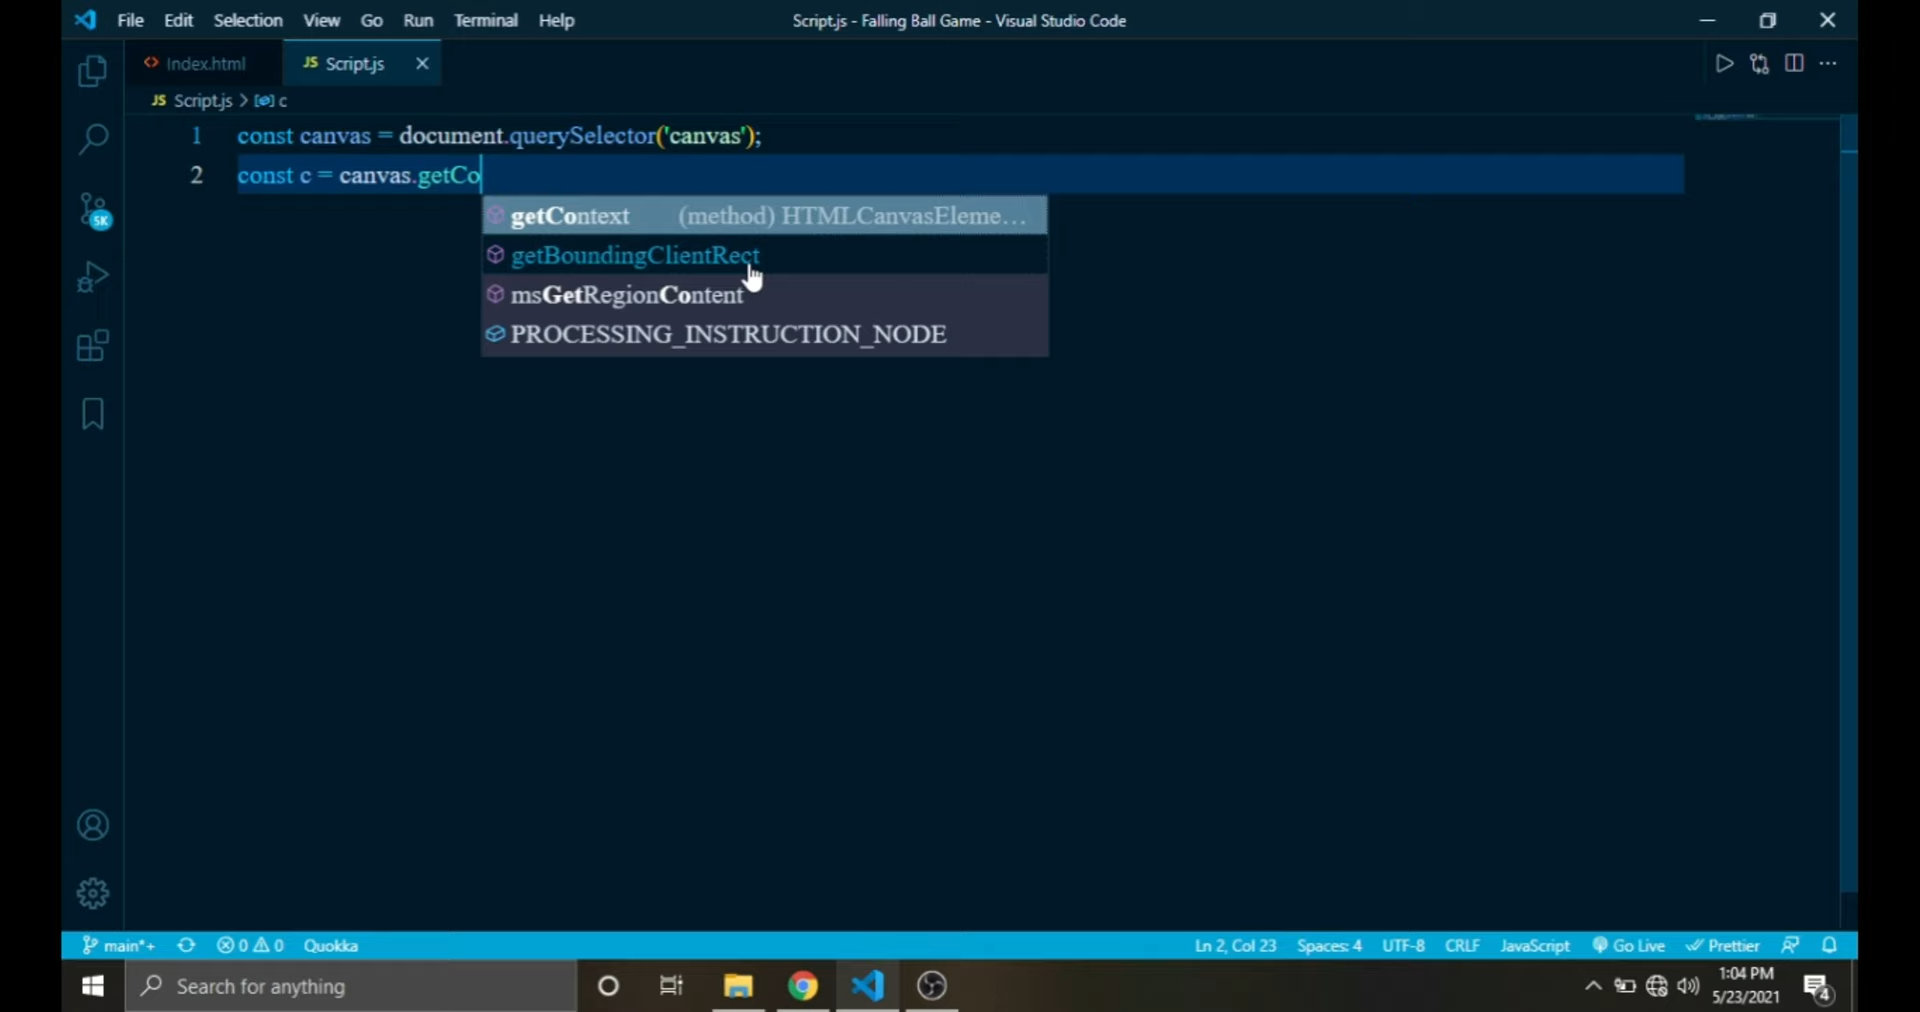 File Edit Selection View Go Run Terminal Help Script.js - Falling Ball Game - Visual Studio Code
Index.html JS Script.js
JS Script.js > c
1 const canvas = document.querySelector('canvas');
2 const c = canvas.getCo
getContext (method) HTMLCanvasEleme…
getBoundingClientRect
msGetRegionContent
PROCESSING_INSTRUCTION_NODE
5K
main*+ 0 0 Quokka Ln 2, Col 23 Spaces: 4 UTF-8 CRLF JavaScript Go Live Prettier
Search for anything 1:04 PM
5/23/2021 4